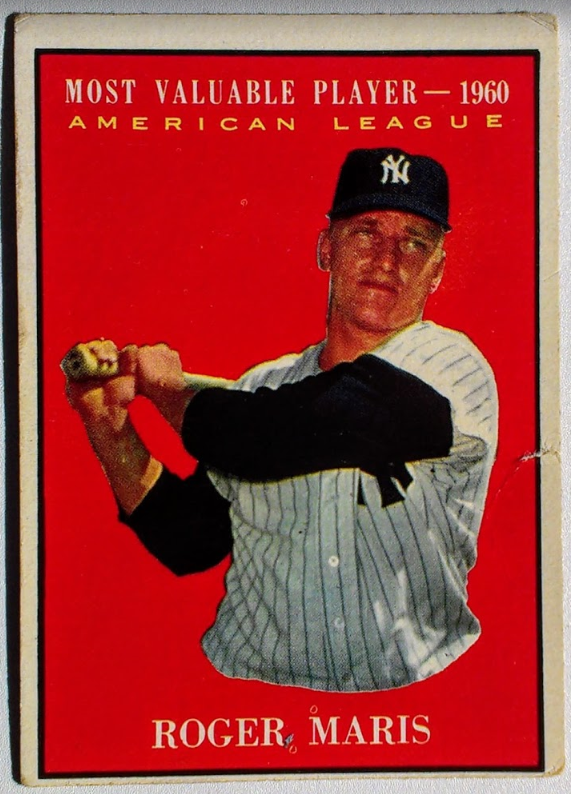 MOST VALUABLE PLAYER — 1960
AMERICAN LEAGUE
NY
ROGER MARIS